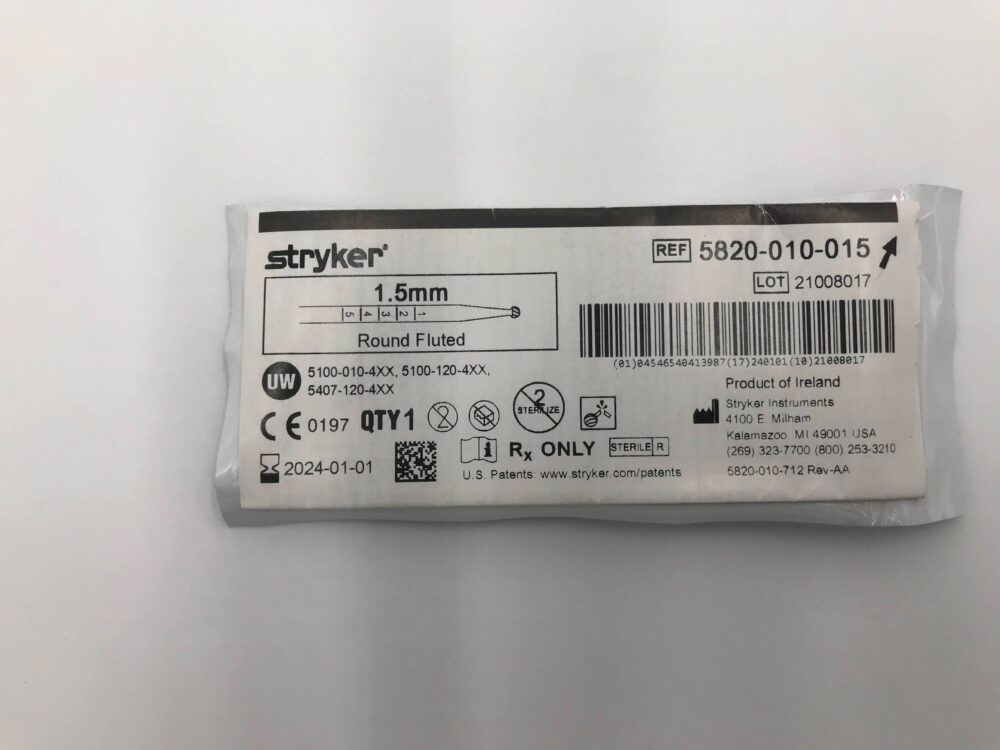 stryker®
REF 5820-010-015
LOT 21008017
1.5mm
5 4 3 2 1
Round Fluted
(01)04546540413987(17)240101(10)21008017
UW 5100-010-4XX, 5100-120-4XX,
5407-120-4XX
Product of Ireland
Stryker Instruments
4100 E. Milham
Kalamazoo, MI 49001 USA
(269) 323-7700 (800) 253-3210
5820-010-712 Rev-AA
CE 0197 QTY 1 2 2 STERILIZE
2024-01-01
i Rx ONLY STERILE R
U.S. Patents: www.stryker.com/patents